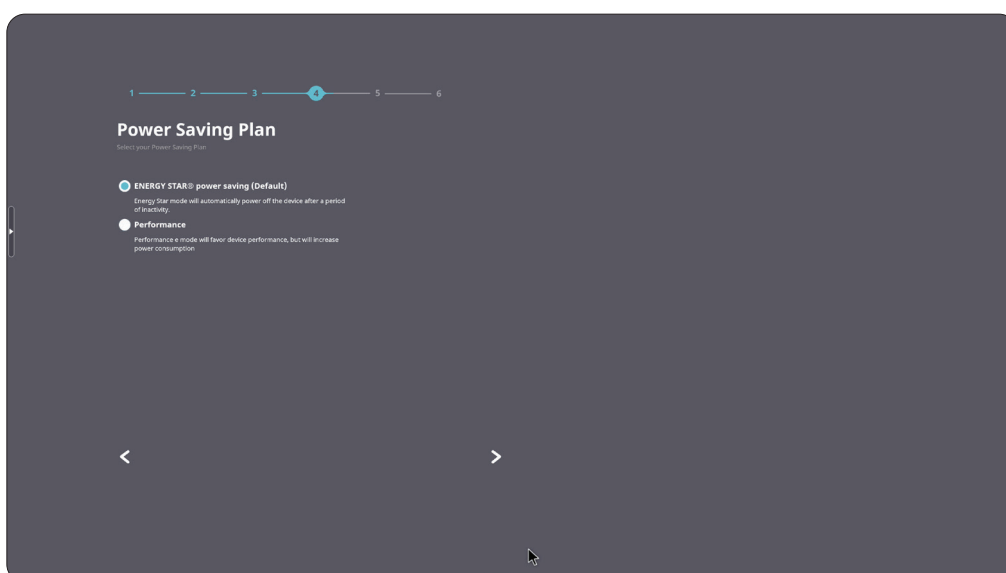 1 2 3 4 5 6
Power Saving Plan
Select your Power Saving Plan
ENERGY STAR® power saving (Default)
Energy Star mode will automatically power off the device after a period
of inactivity.
Performance
Performance e mode will favor device performance, but will increase
power consumption